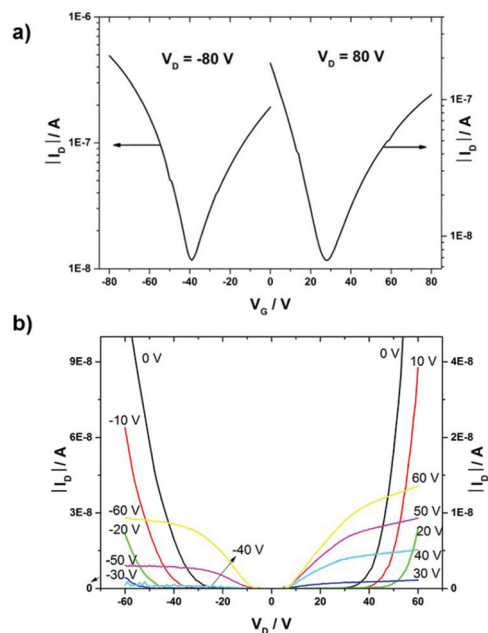 a)
1E-6
V_D = -80 V
V_D = 80 V
|I_D| / A
1E-7
1E-7
|I_D| / A
1E-8
1E-8
-80 -60 -40 -20 0 20 40 60 80
V_G / V
b)
9E-8
0 V
0 V
10 V
4E-8
-10 V
6E-8
|I_D| / A
60 V
2E-8
|I_D| / A
-60 V
50 V
3E-8
-20 V
-40 V
20 V
8E-8
-50 V
40 V
-30 V
30 V
0
0
-60 -40 -20 0 20 40 60
V_D / V